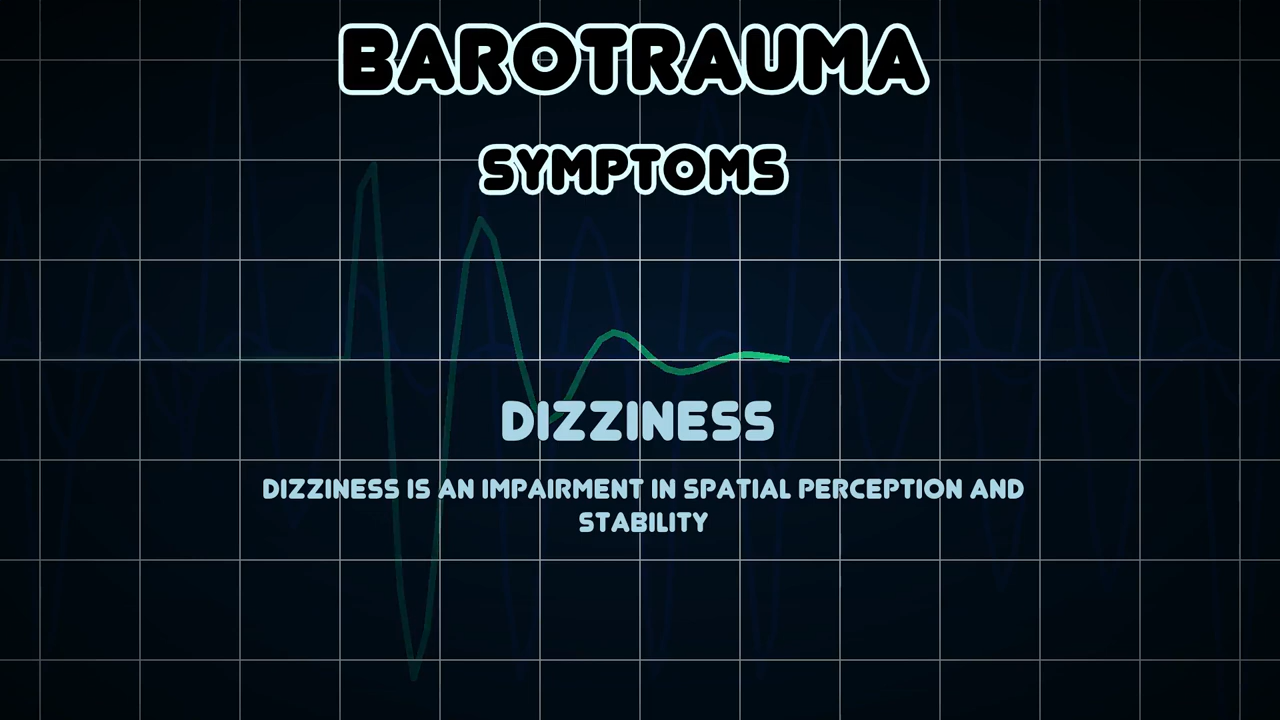 BAROTRAUMA
SYMPTOMS
DIZZINESS
DIZZINESS IS AN IMPAIRMENT IN SPATIAL PERCEPTION AND
STABILITY